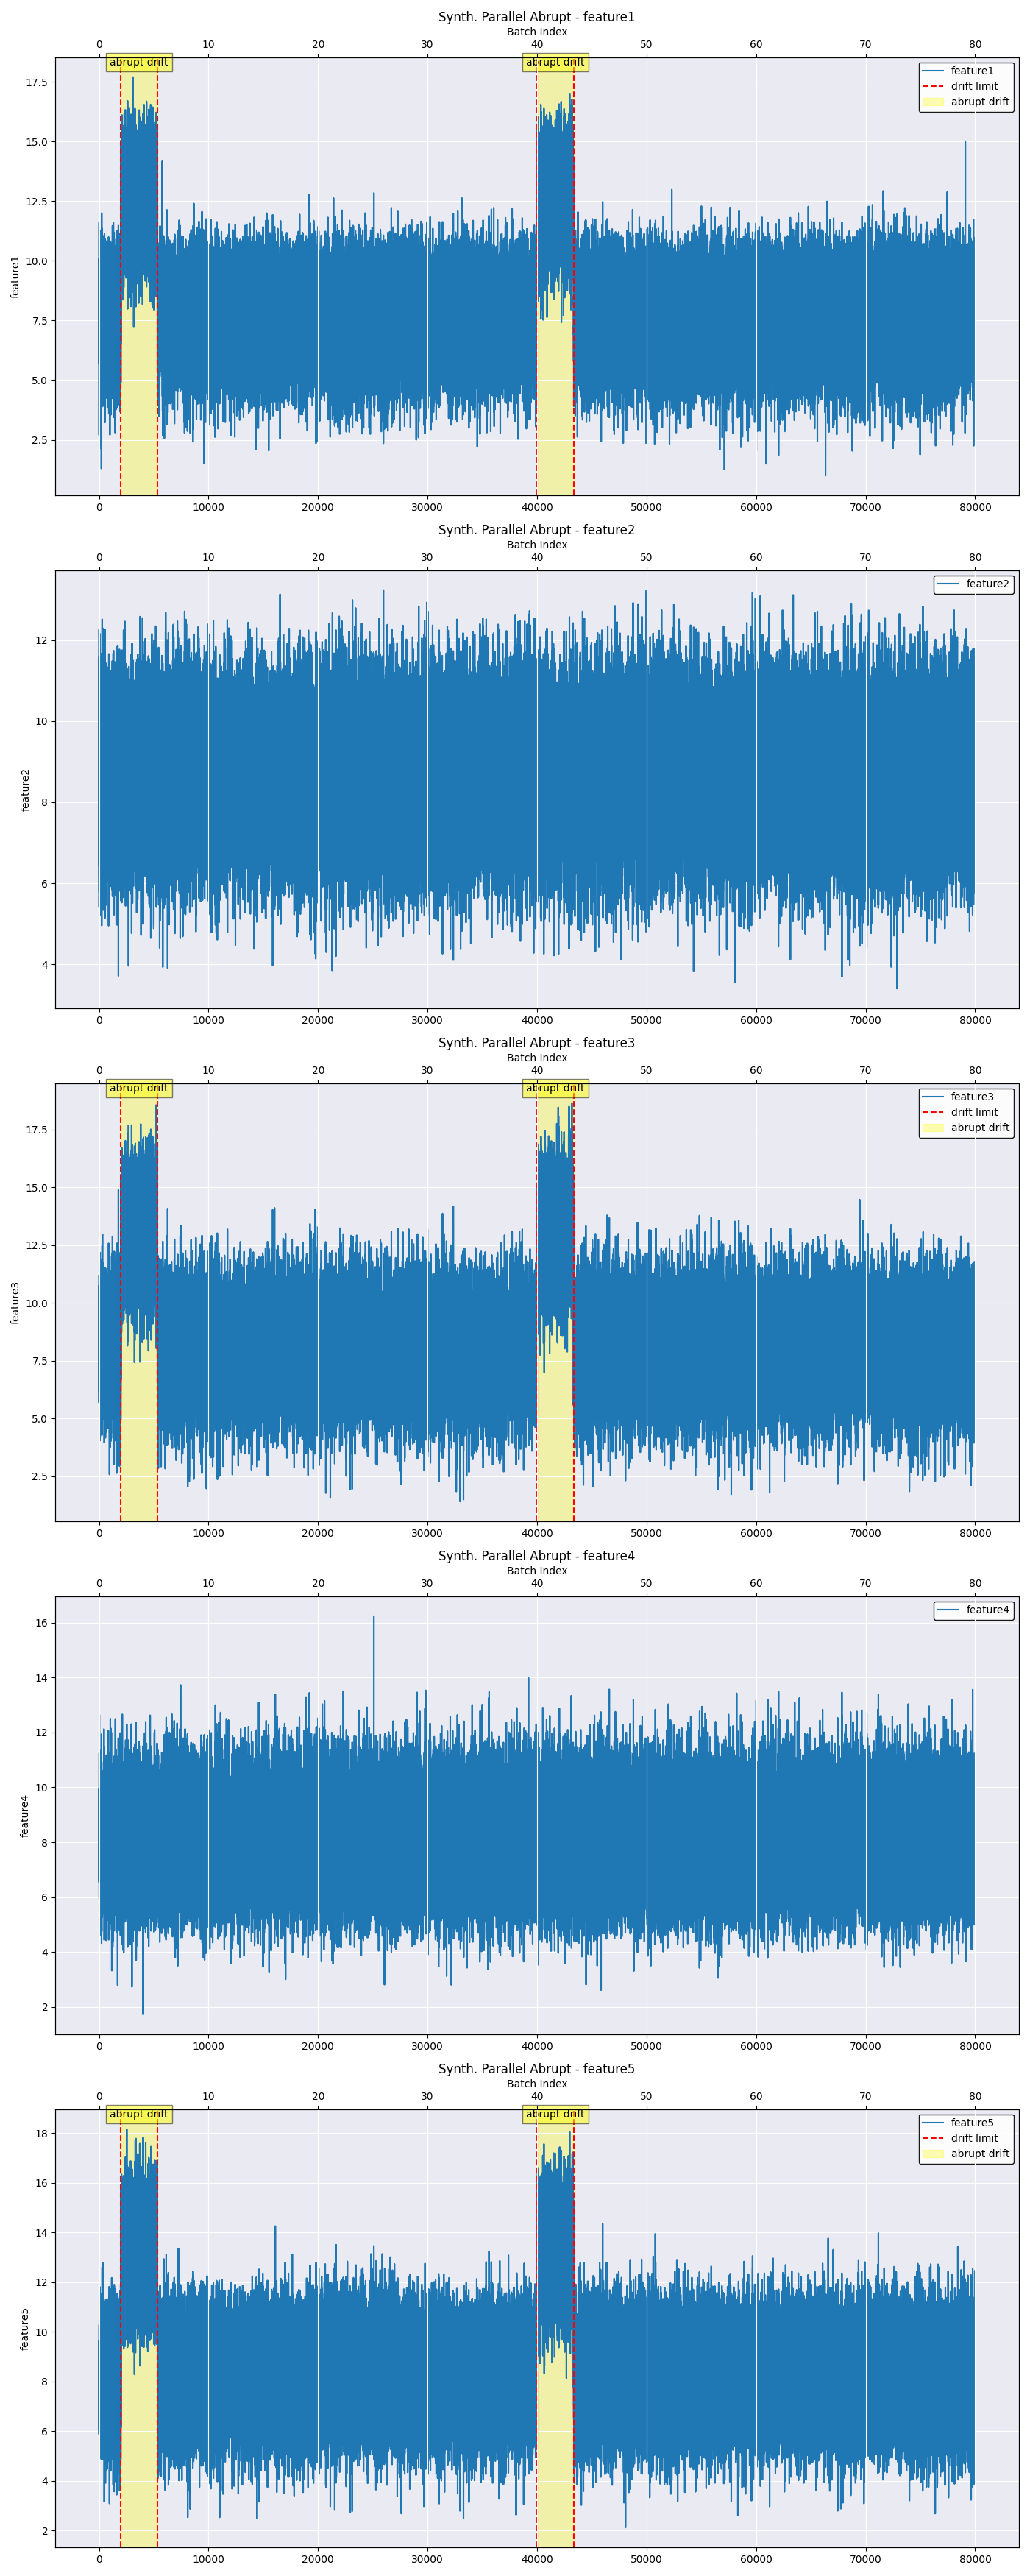 Synth. Parallel Abrupt - feature1
Batch Index
0 10 20 30 40 50 60 70 80
abrupt drift abrupt drift
feature1
drift limit
abrupt drift
17.5
15.0
12.5
10.0
7.5
5.0
2.5
feature1
0 10000 20000 30000 40000 50000 60000 70000 80000
Synth. Parallel Abrupt - feature2
Batch Index
0 10 20 30 40 50 60 70 80
feature2
12
10
8
6
4
feature2
0 10000 20000 30000 40000 50000 60000 70000 80000
Synth. Parallel Abrupt - feature3
Batch Index
0 10 20 30 40 50 60 70 80
abrupt drift abrupt drift
feature3
drift limit
abrupt drift
17.5
15.0
12.5
10.0
7.5
5.0
2.5
feature3
0 10000 20000 30000 40000 50000 60000 70000 80000
Synth. Parallel Abrupt - feature4
Batch Index
0 10 20 30 40 50 60 70 80
feature4
16
14
12
10
8
6
4
2
feature4
0 10000 20000 30000 40000 50000 60000 70000 80000
Synth. Parallel Abrupt - feature5
Batch Index
0 10 20 30 40 50 60 70 80
abrupt drift abrupt drift
feature5
drift limit
abrupt drift
18
16
14
12
10
8
6
4
2
feature5
0 10000 20000 30000 40000 50000 60000 70000 80000